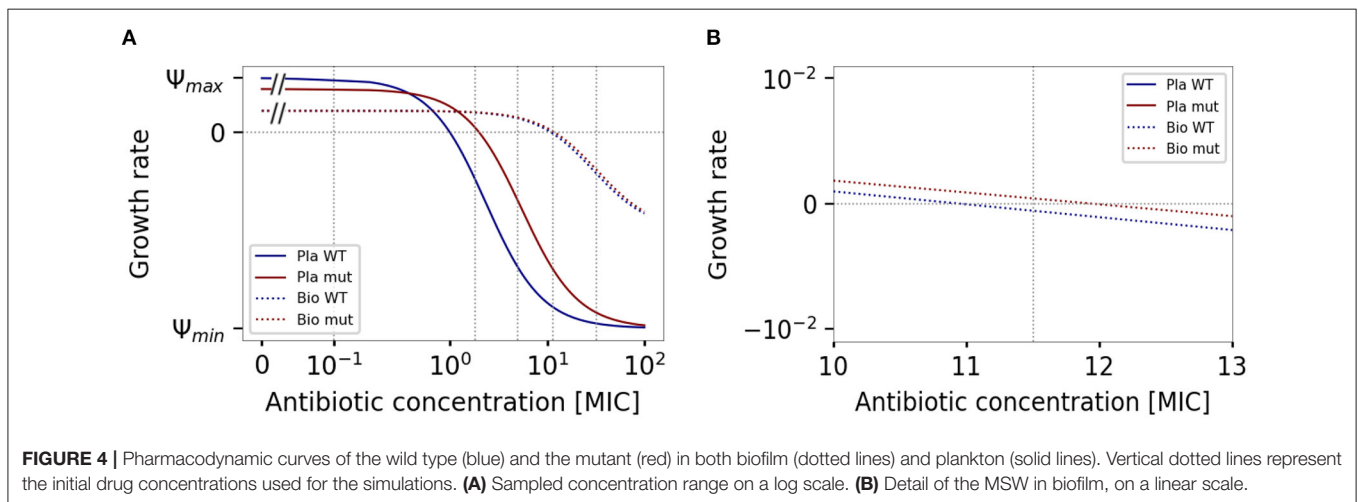 A
Ψmax
0
Ψmin
Growth rate
Pla WT
Pla mut
Bio WT
Bio mut
0 10⁻¹ 10⁰ 10¹ 10²
Antibiotic concentration [MIC]
B
10⁻²
0
−10⁻²
Growth rate
Pla WT
Pla mut
Bio WT
Bio mut
10 11 12 13
Antibiotic concentration [MIC]
FIGURE 4 | Pharmacodynamic curves of the wild type (blue) and the mutant (red) in both biofilm (dotted lines) and plankton (solid lines). Vertical dotted lines represent
the initial drug concentrations used for the simulations. (A) Sampled concentration range on a log scale. (B) Detail of the MSW in biofilm, on a linear scale.